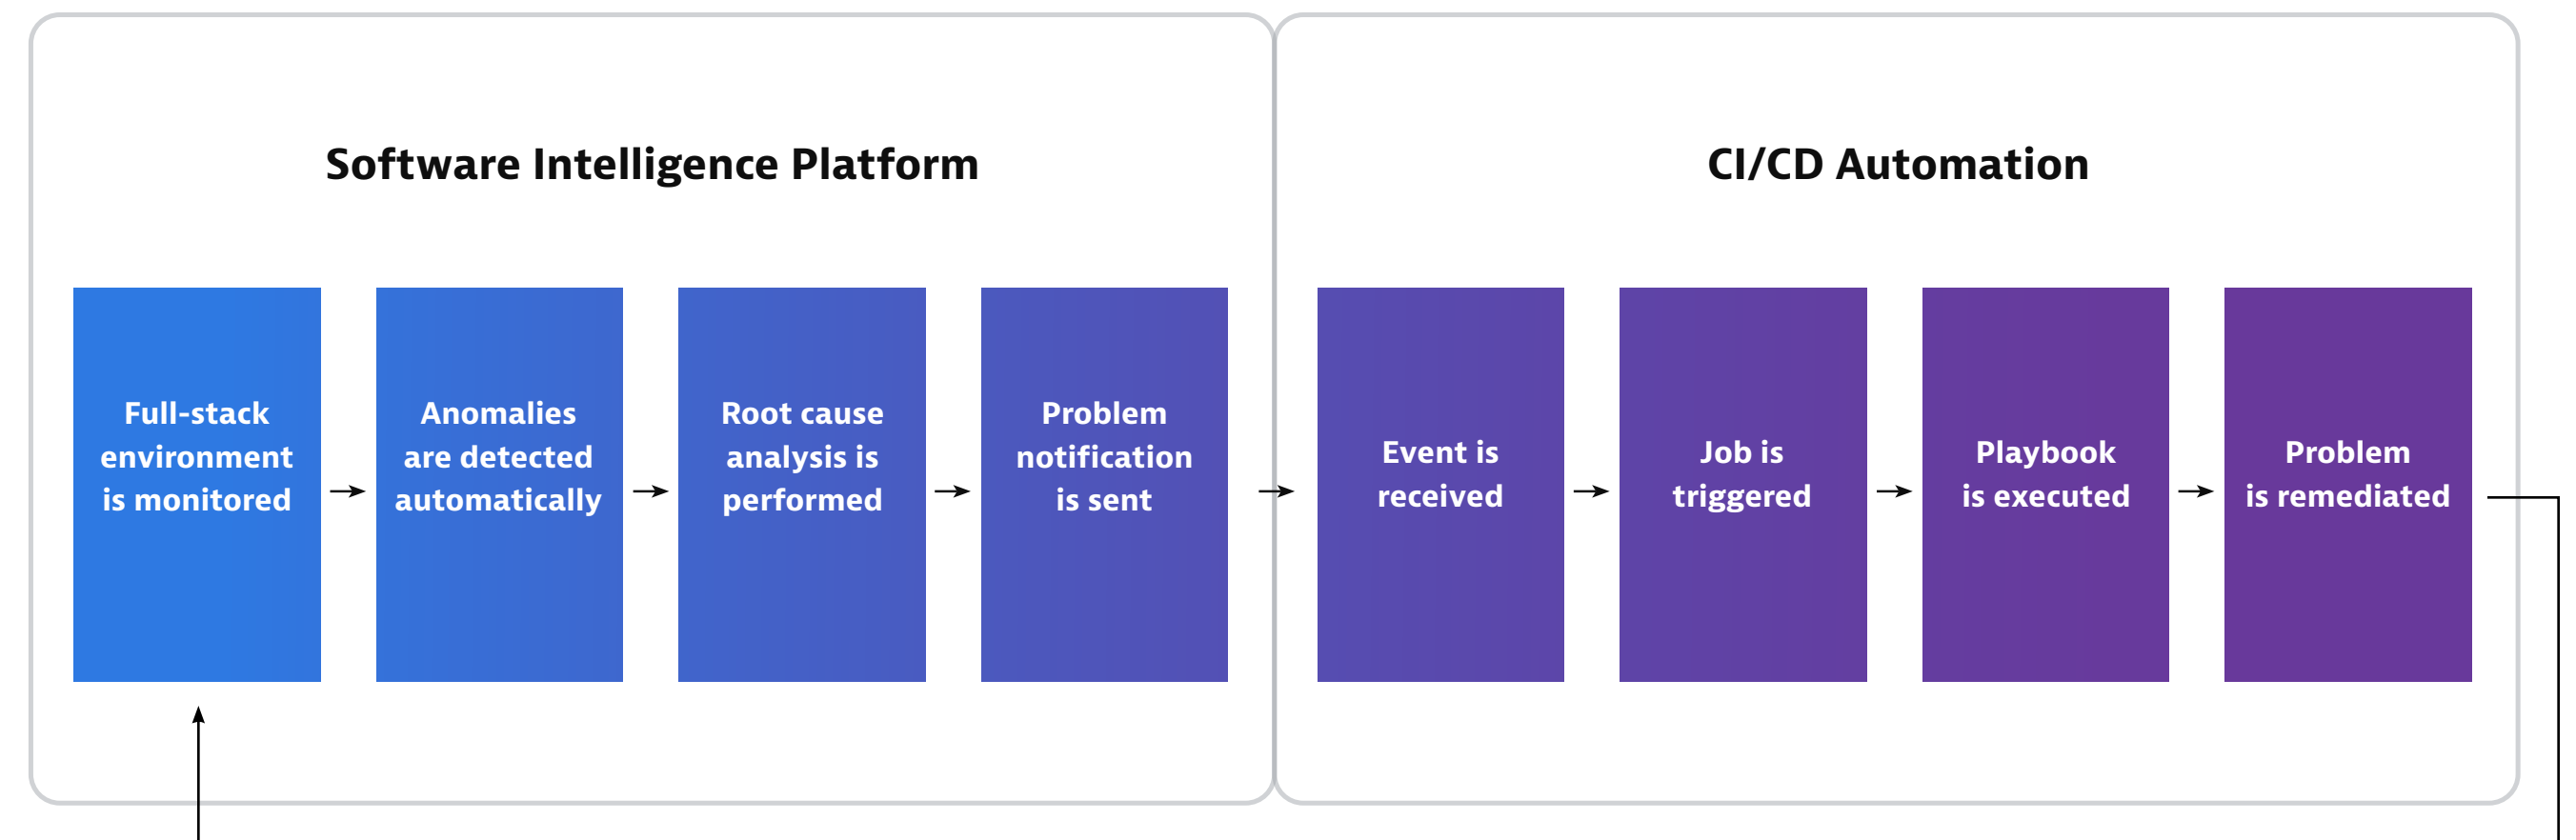 Software Intelligence Platform
Full-stack
environment
is monitored
Anomalies
are detected
automatically
Root cause
analysis is
performed
Problem
notification
is sent
CI/CD Automation
Event is
received
Job is
triggered
Playbook
is executed
Problem
is remediated